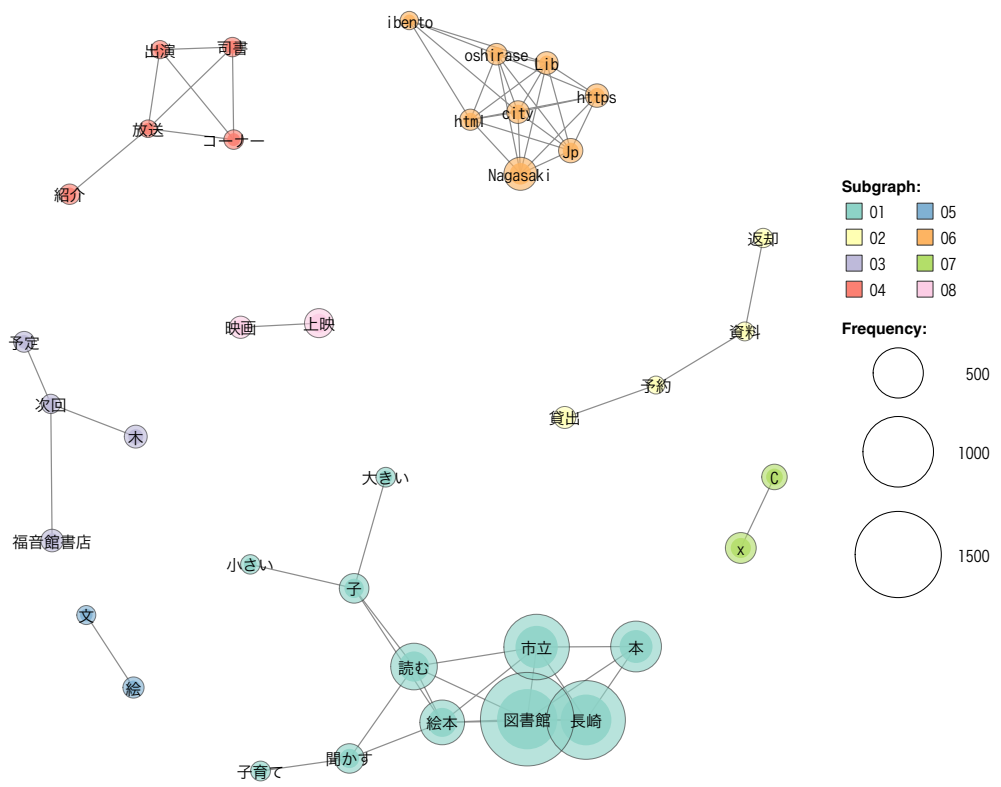 ibento
出演
司書
oshirase
Lib
https
city
html
放送
コーナー
Jp
Nagasaki
紹介
Subgraph:
01
05
02
06
03
07
04
08
返却
資料
映画
上映
Frequency:
500
1000
1500
予定
次回
木
予約
貸出
福音館書店
大きい
C
x
小さい
子
文
絵
読む
市立
本
絵本
図書館
長崎
聞かす
子育て